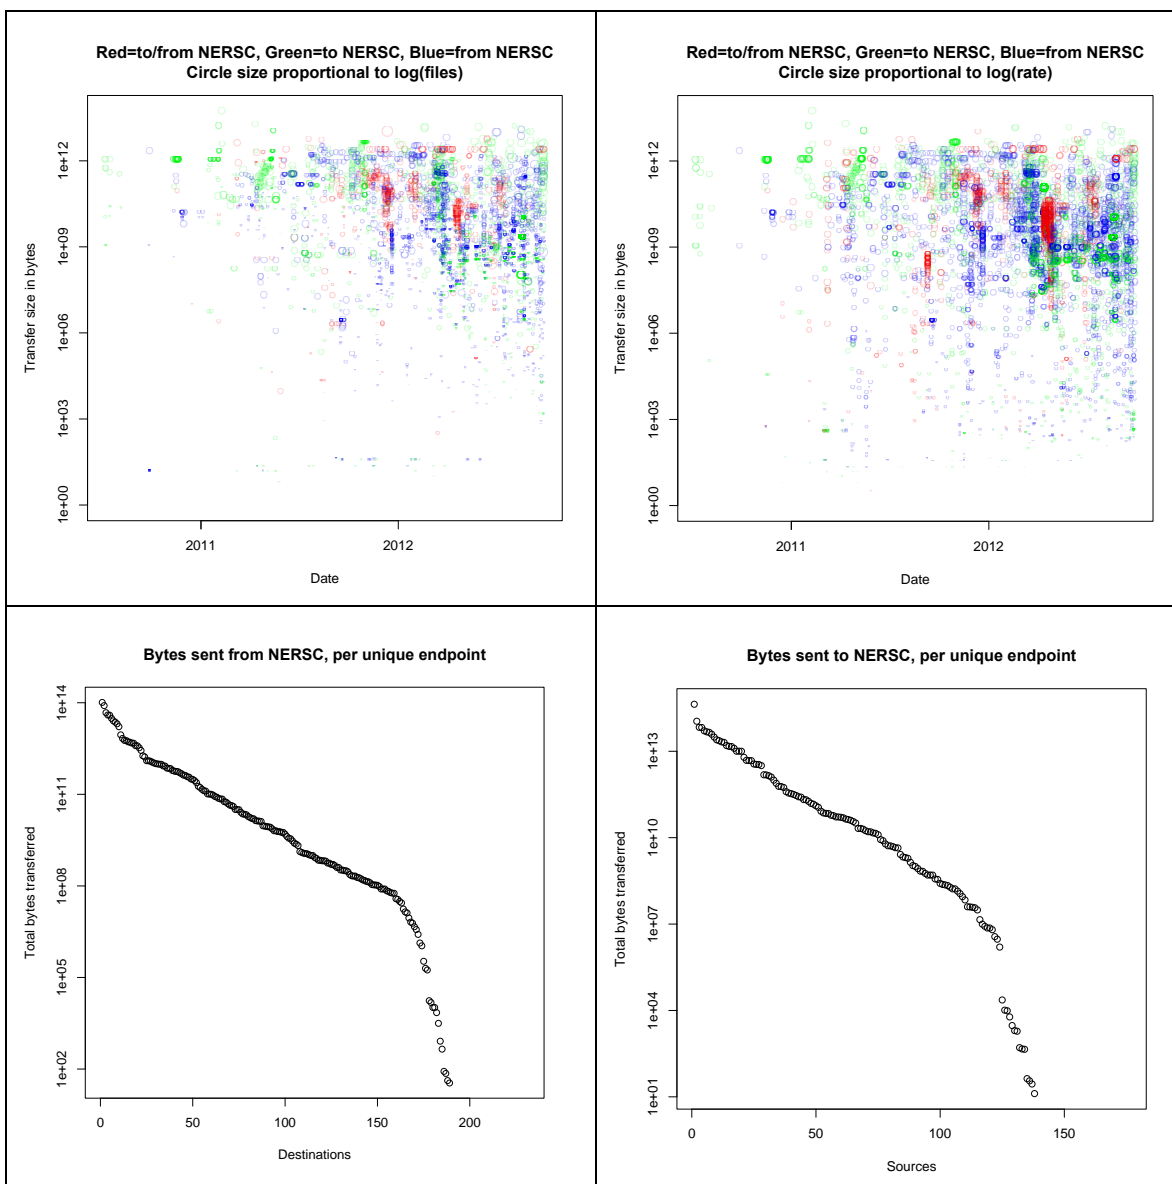 Red=to/from NERSC, Green=to NERSC, Blue=from NERSC
Circle size proportional to log(files)
Transfer size in bytes
1e+12
1e+09
1e+06
1e+03
1e+00
2011
2012
Date
Red=to/from NERSC, Green=to NERSC, Blue=from NERSC
Circle size proportional to log(rate)
Transfer size in bytes
1e+12
1e+09
1e+06
1e+03
1e+00
2011
2012
Date
Bytes sent from NERSC, per unique endpoint
Total bytes transferred
1e+14
1e+11
1e+08
1e+05
1e+02
0
50
100
150
200
Destinations
Bytes sent to NERSC, per unique endpoint
Total bytes transferred
1e+13
1e+10
1e+07
1e+04
1e+01
0
50
100
150
Sources